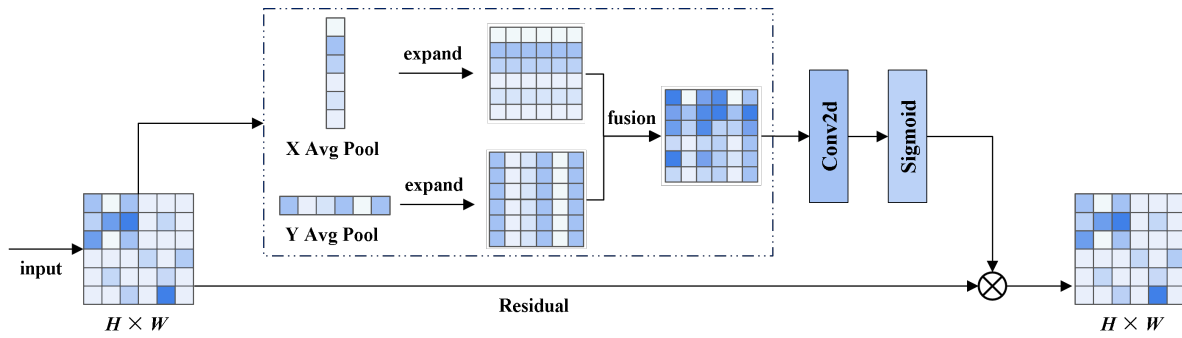 expand
X Avg Pool
fusion
expand
Y Avg Pool
Conv2d
Sigmoid
input
H × W
Residual
H × W